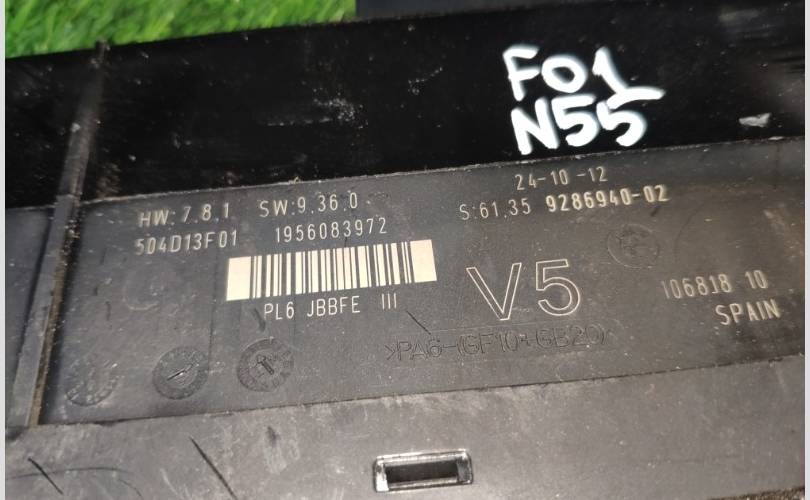 F01
N55
24-10-12
HW:7.8.1 SW:9.36.0 S:61.35 9286940-02
504D13F01 1956083972
PL6 JBBFE III
V5
106818 10
SPAIN
>PA6-(GF10+GB20)